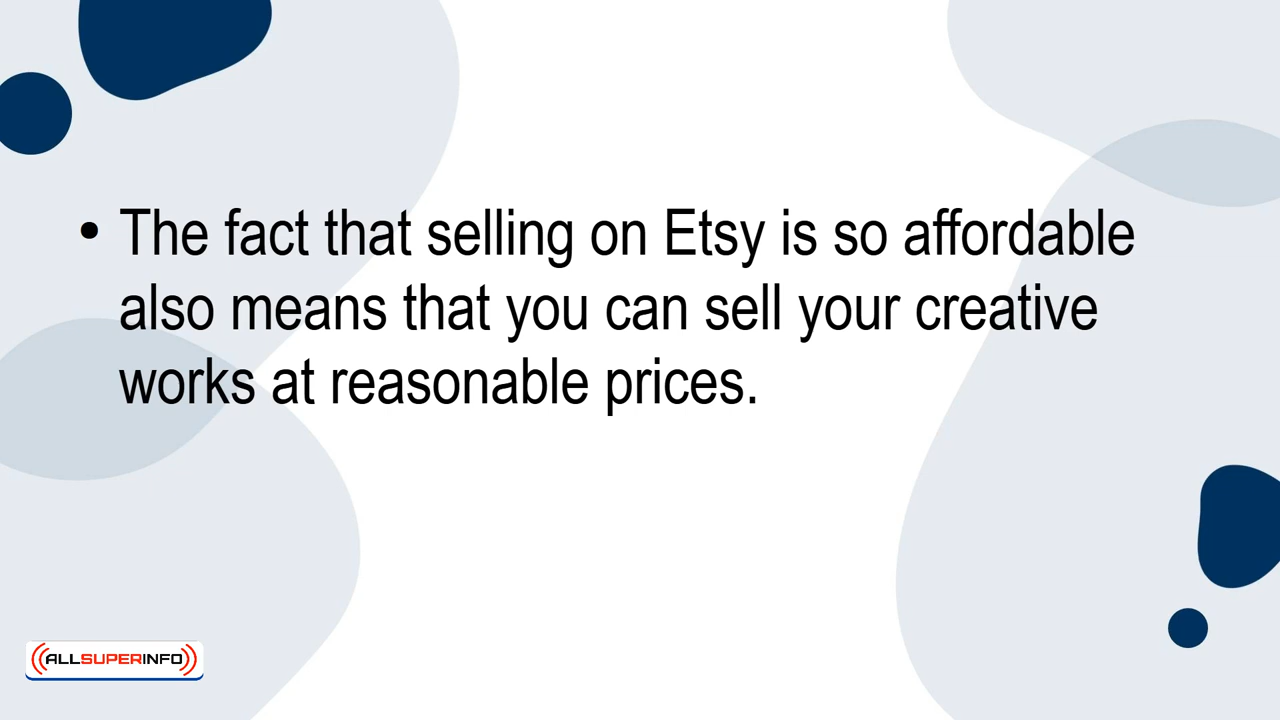 • The fact that selling on Etsy is so affordable
also means that you can sell your creative
works at reasonable prices.
ALLSUPERINFO